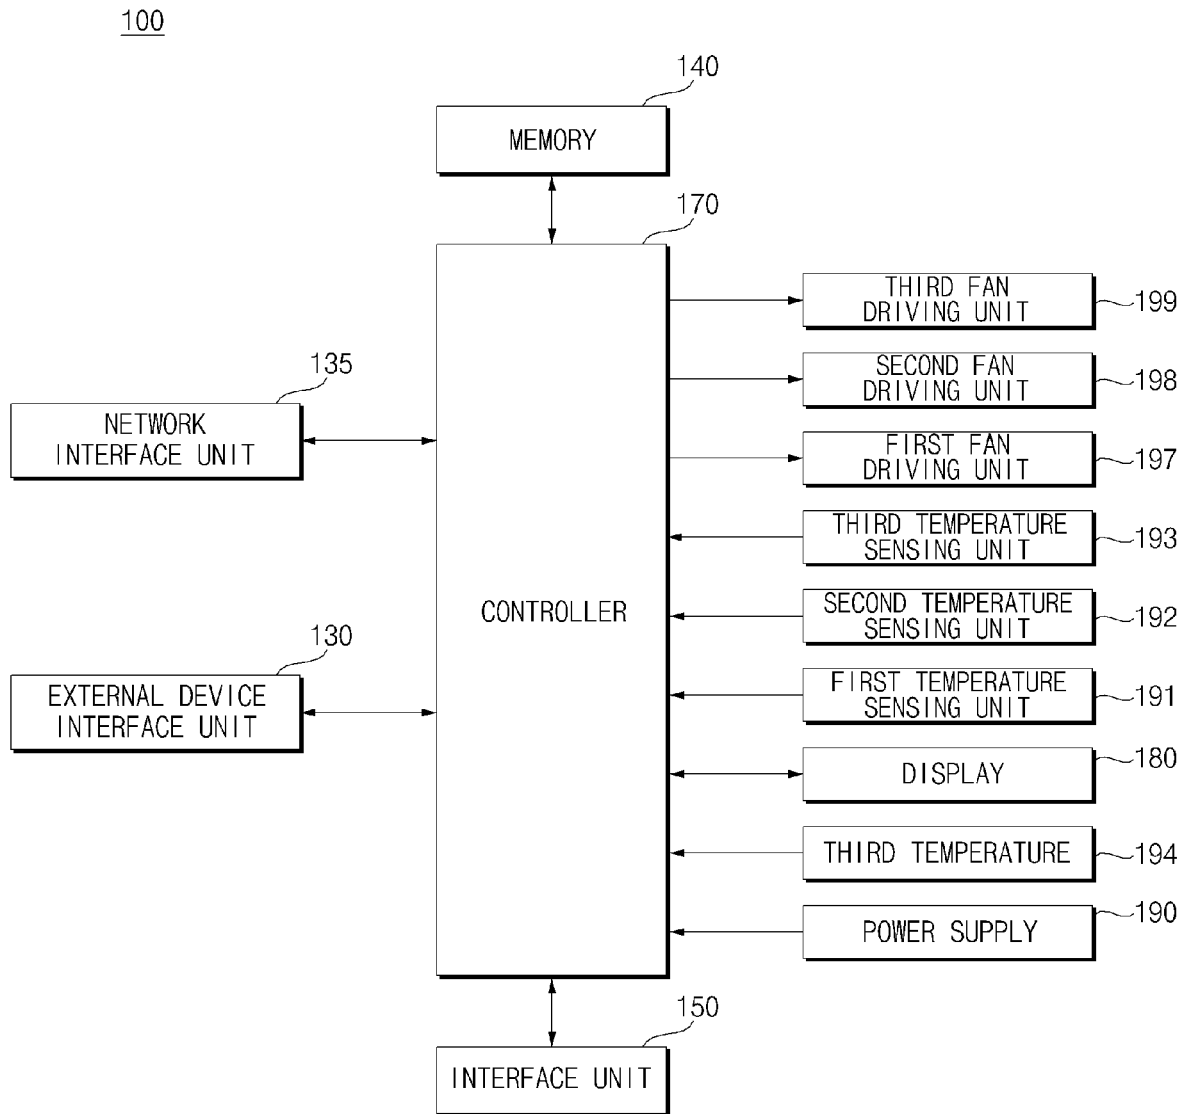 100
140
MEMORY
170
THIRD FAN
DRIVING UNIT
199
SECOND FAN
DRIVING UNIT
198
135
NETWORK
INTERFACE UNIT
FIRST FAN
DRIVING UNIT
197
THIRD TEMPERATURE
SENSING UNIT
193
CONTROLLER
SECOND TEMPERATURE
SENSING UNIT
192
130
EXTERNAL DEVICE
INTERFACE UNIT
FIRST TEMPERATURE
SENSING UNIT
191
DISPLAY
180
THIRD TEMPERATURE
194
POWER SUPPLY
190
150
INTERFACE UNIT